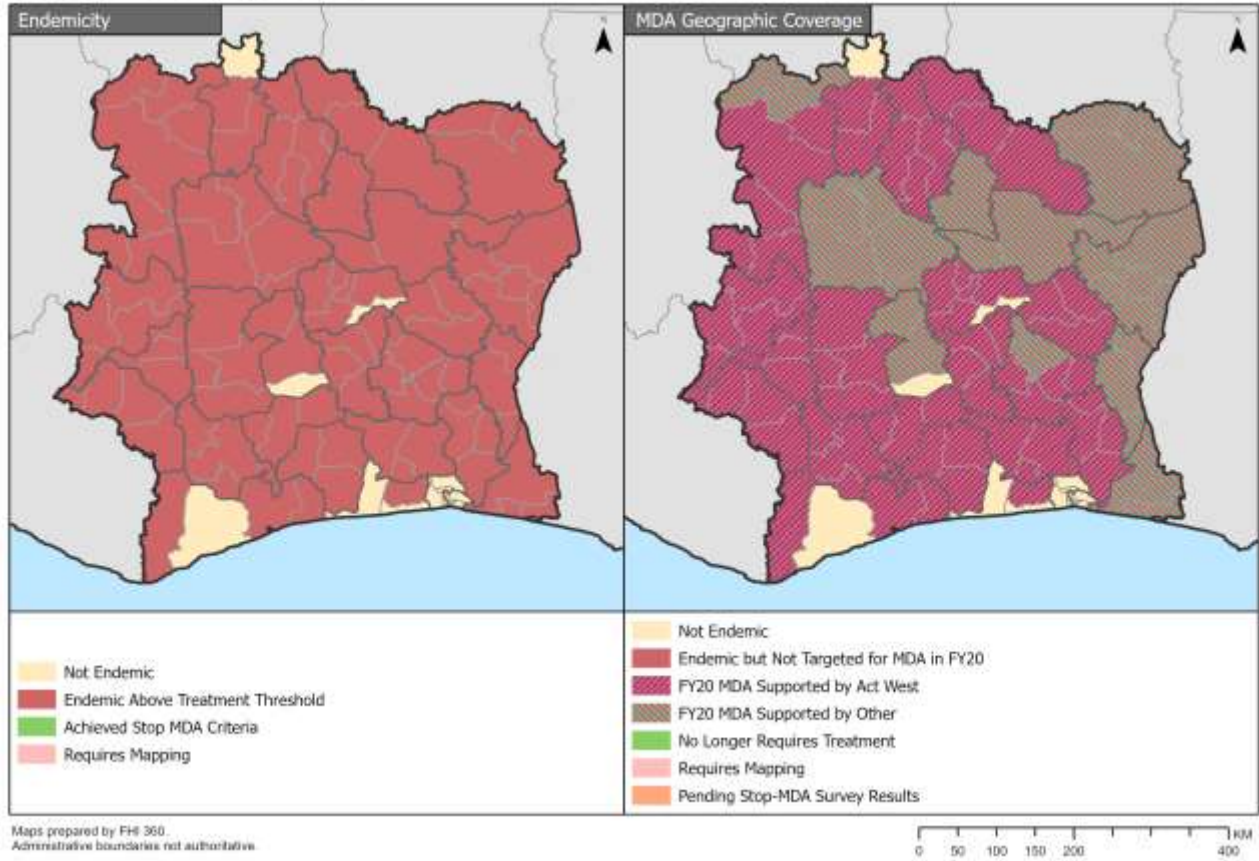 Endemicity
MDA Geographic Coverage
Not Endemic
Endemic Above Treatment Threshold
Achieved Stop MDA Criteria
Requires Mapping
Not Endemic
Endemic but Not Targeted for MDA in FY20
FY20 MDA Supported by Act West
FY20 MDA Supported by Other
No Longer Requires Treatment
Requires Mapping
Pending Stop-MDA Survey Results
Maps prepared by FHI 360.
Administrative boundaries not authoritative.
KM
0 50 100 150 200 400